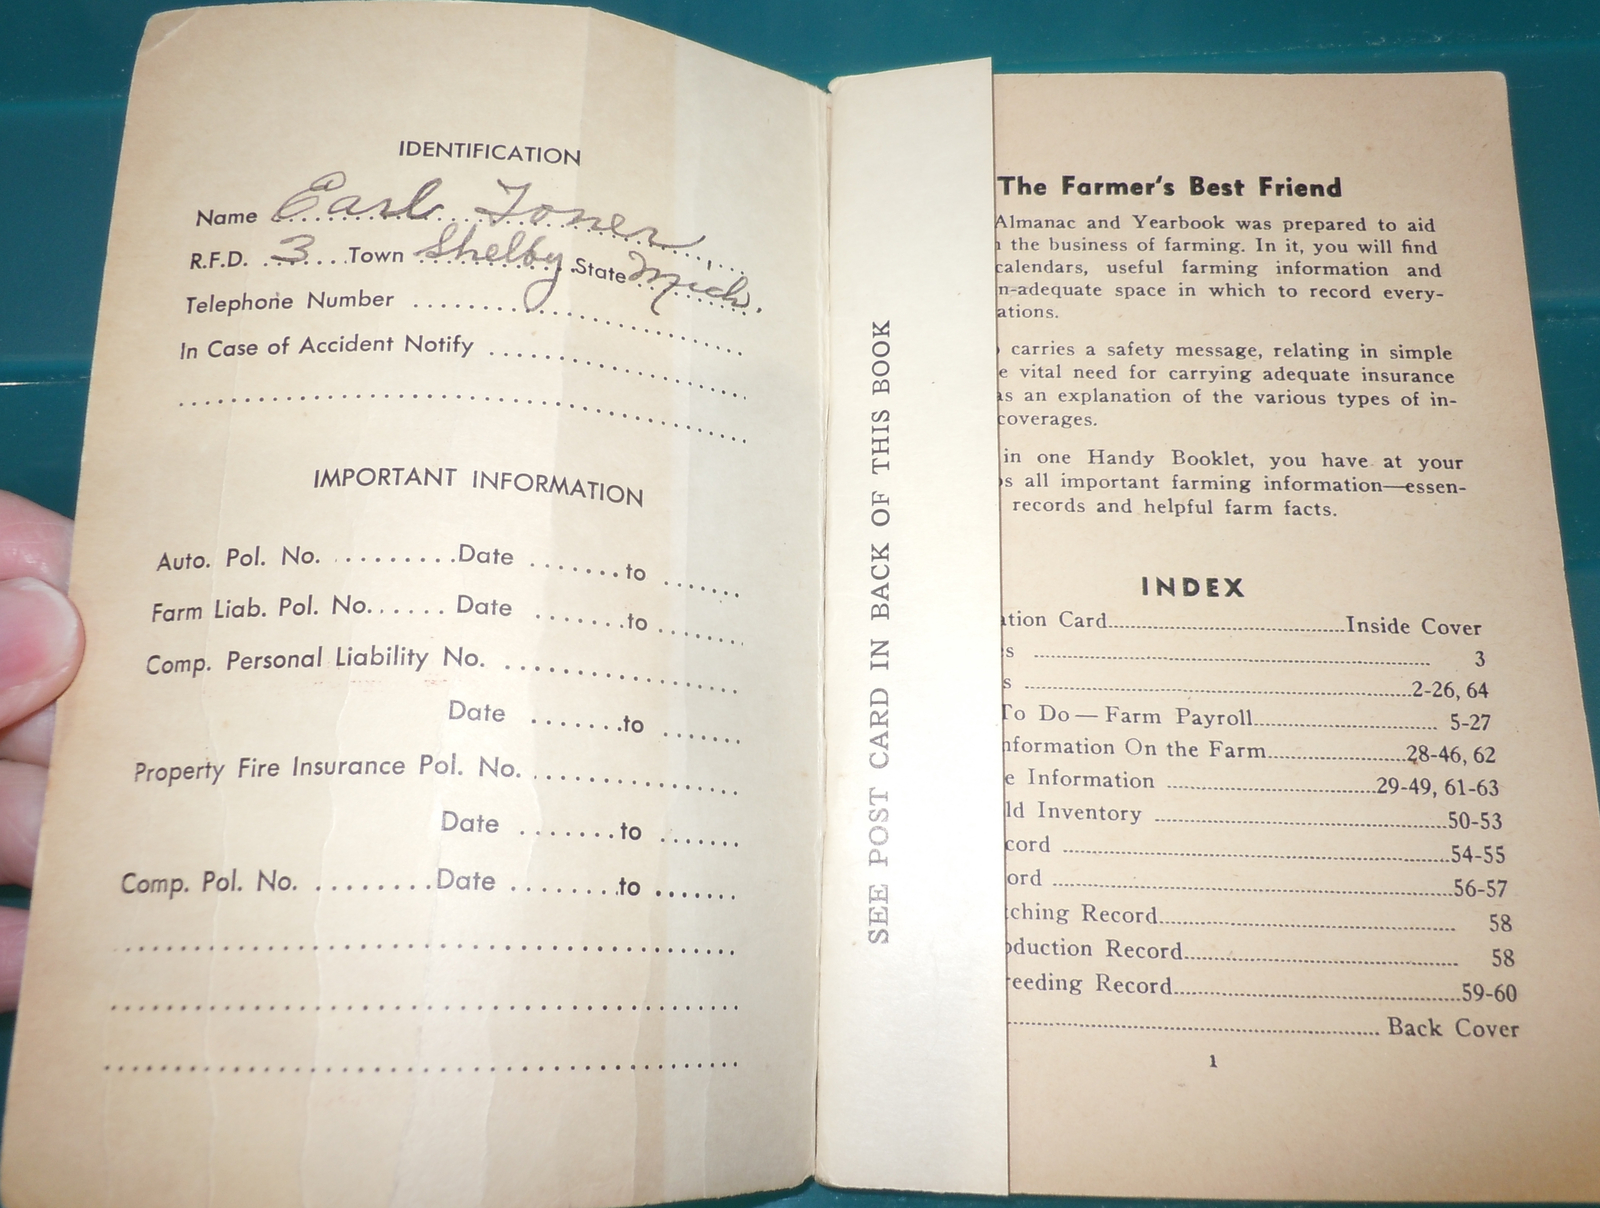 IDENTIFICATION
Name Earl Toner
R.F.D. 3 Town Shelby State Mich.
Telephone Number
In Case of Accident Notify
IMPORTANT INFORMATION
Auto. Pol. No. Date to
Farm Liab. Pol. No. Date to
Comp. Personal Liability No.
Date to
Property Fire Insurance Pol. No.
Date to
Comp. Pol. No. Date to
SEE POST CARD IN BACK OF THIS BOOK
The Farmer's Best Friend
Almanac and Yearbook was prepared to aid
the business of farming. In it, you will find
calendars, useful farming information and
n-adequate space in which to record every-
ations.
carries a safety message, relating in simple
e vital need for carrying adequate insurance
as an explanation of the various types of in-
coverages.
in one Handy Booklet, you have at your
s all important farming information—essen-
records and helpful farm facts.
INDEX
tion Card Inside Cover
s 3
s 2-26, 64
To Do — Farm Payroll 5-27
nformation On the Farm 28-46, 62
e Information 29-49, 61-63
ld Inventory 50-53
cord 54-55
ord 56-57
ching Record 58
oduction Record 58
reeding Record 59-60
Back Cover
1